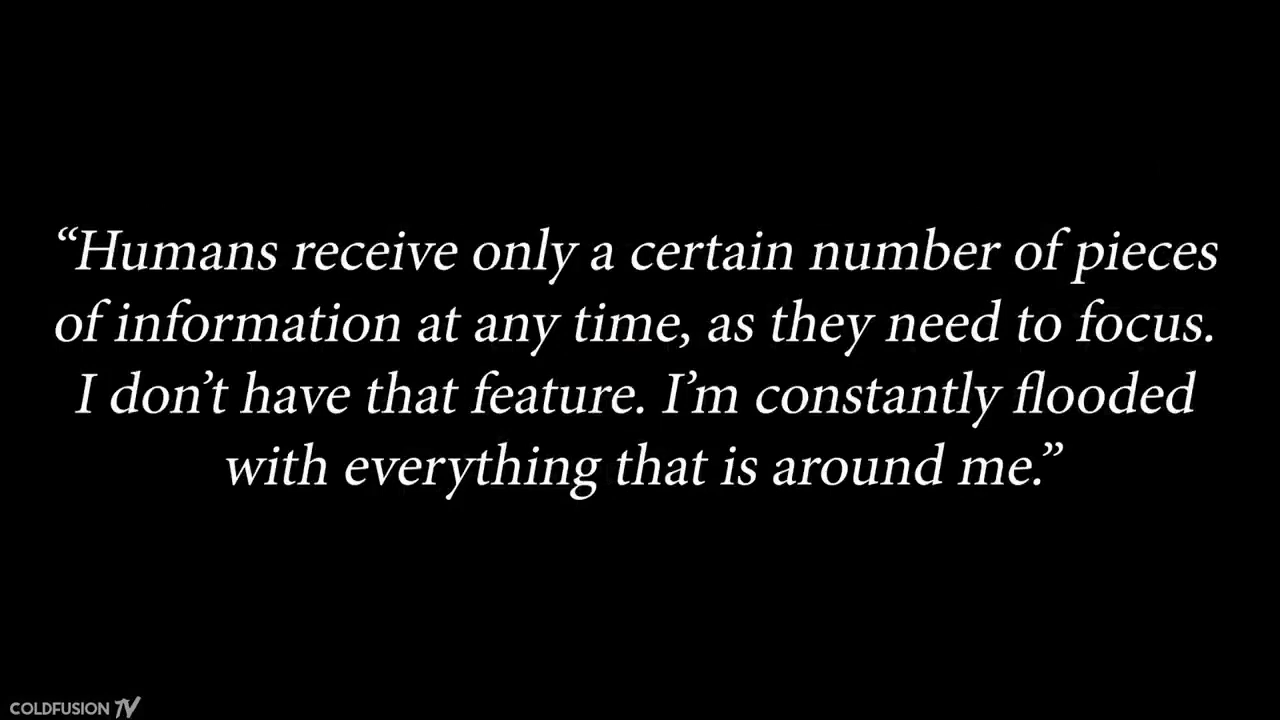 “Humans receive only a certain number of pieces
of information at any time, as they need to focus.
I don’t have that feature. I’m constantly flooded
with everything that is around me.”
COLDFUSION TV